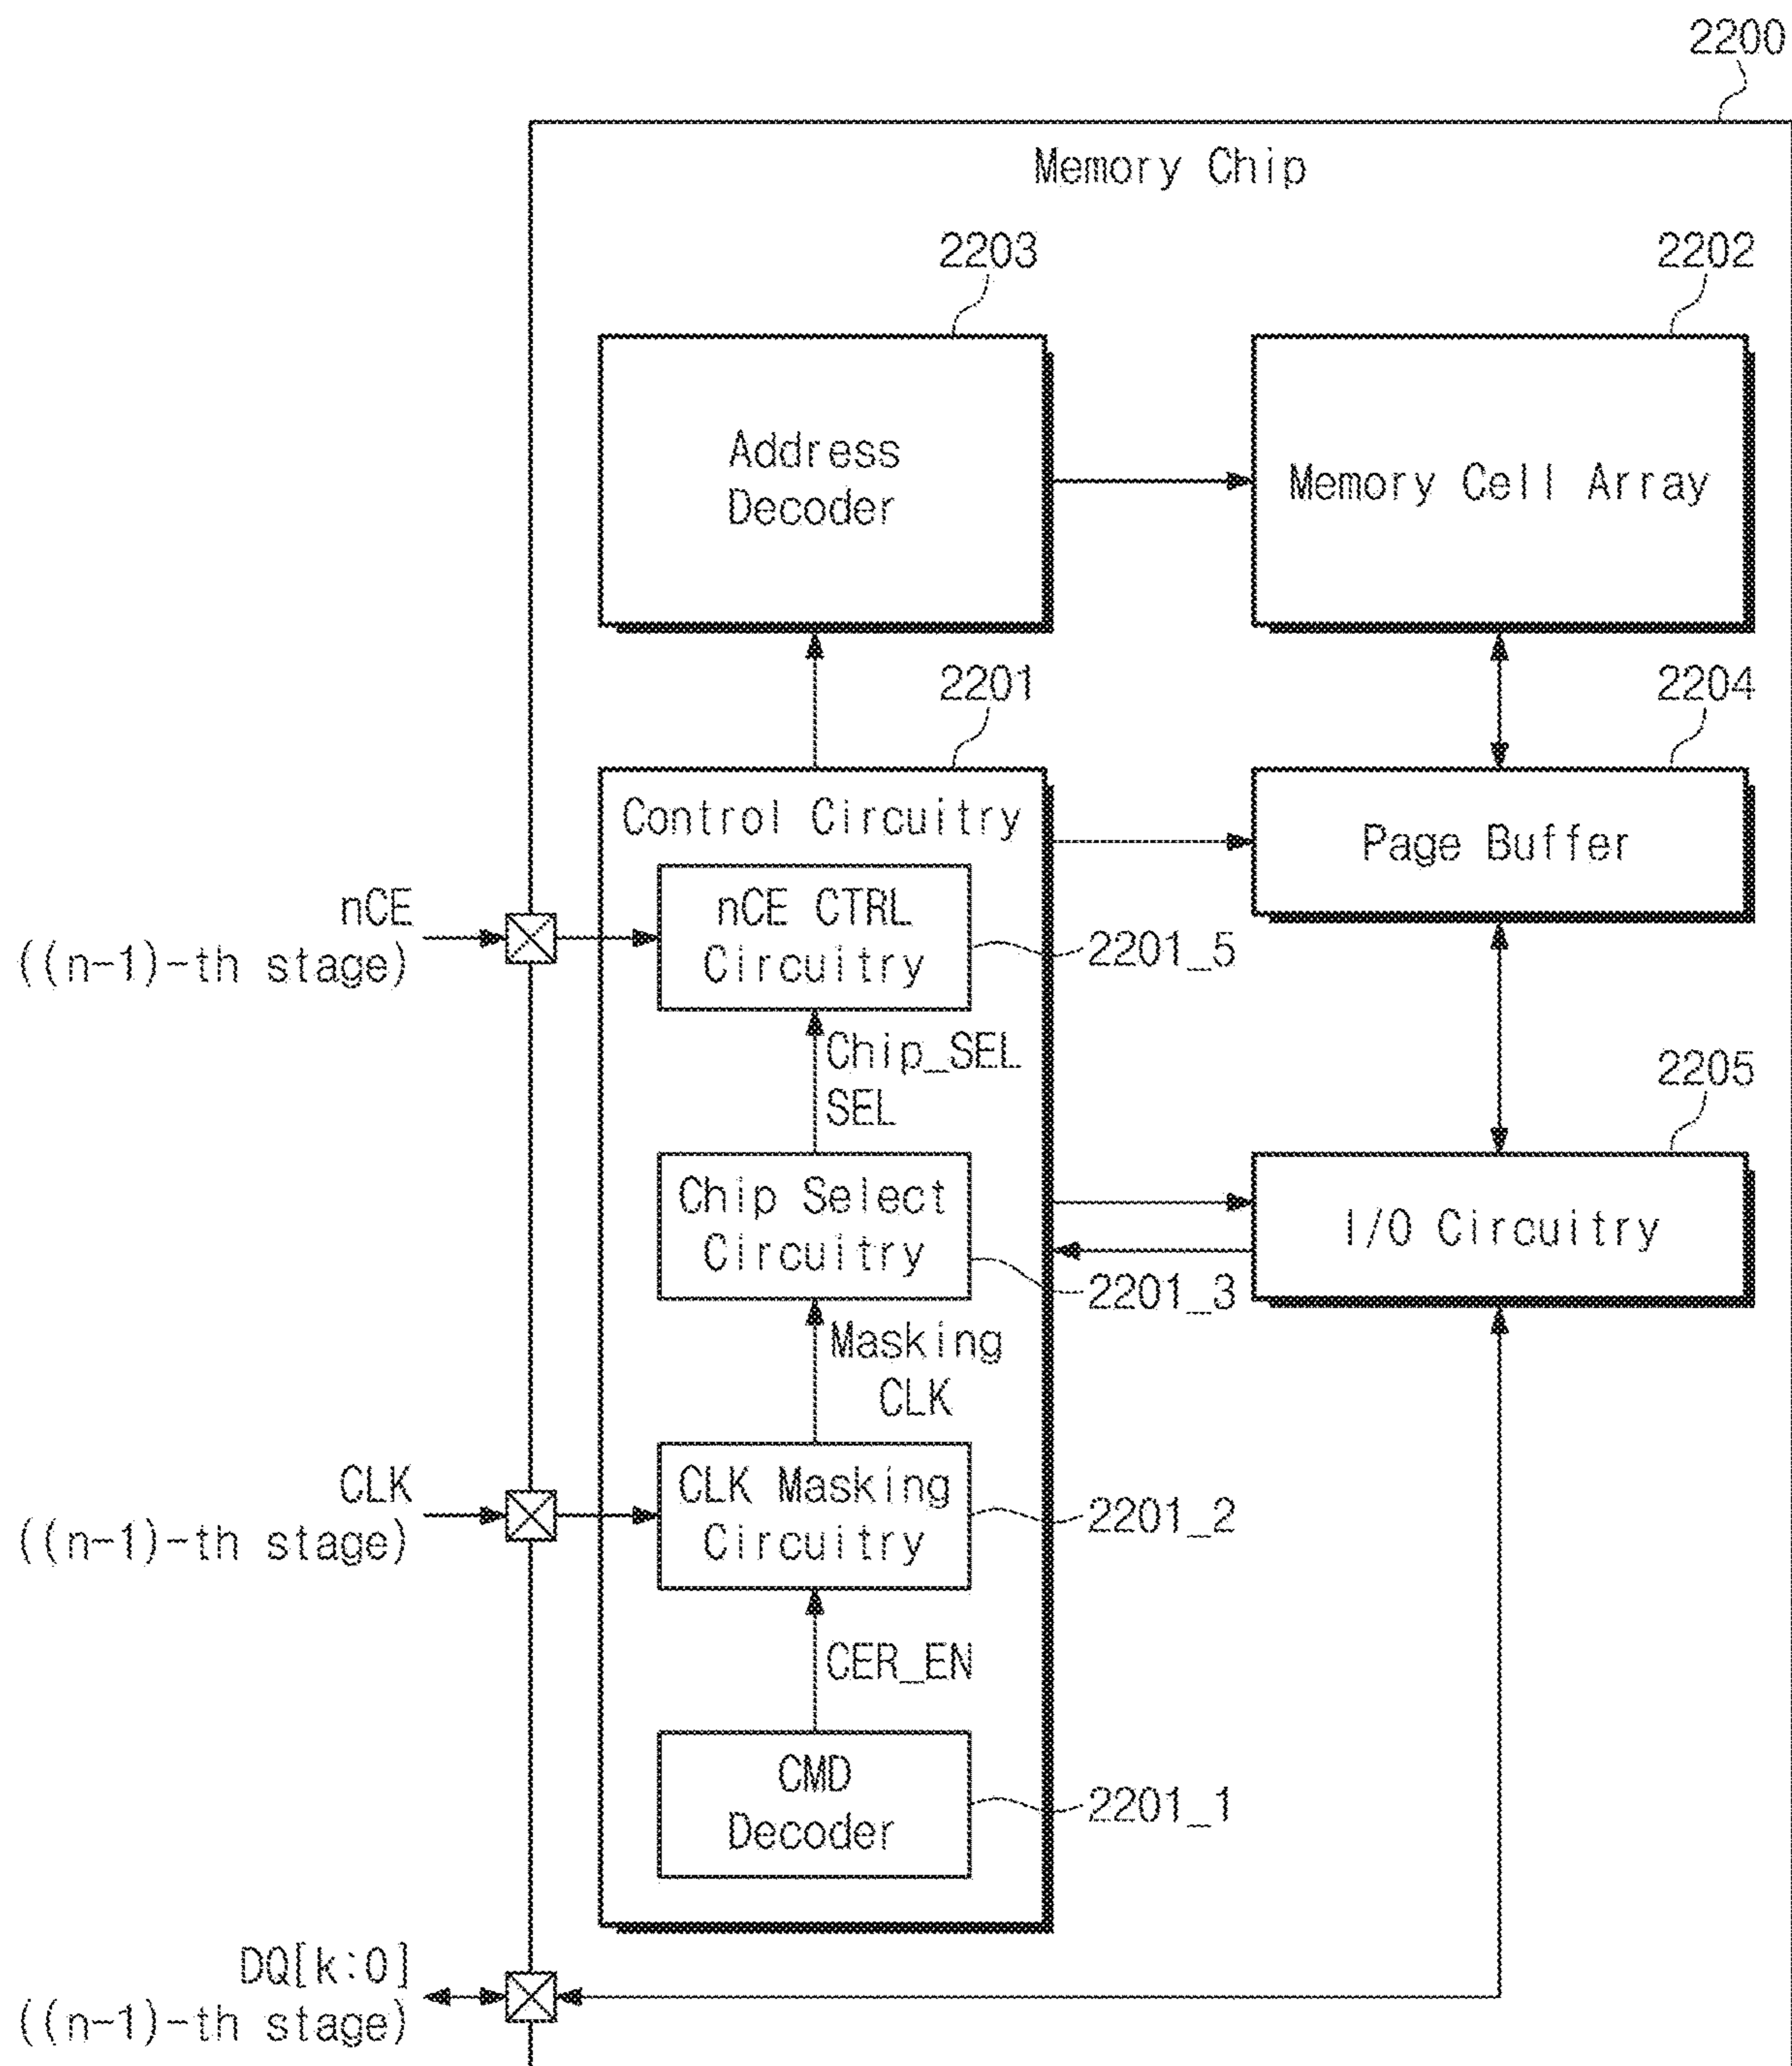 2200
Memory Chip
2203
2202
Address
Decoder
Memory Cell Array
2201
2204
Control Circuitry
Page Buffer
nCE
((n-1)-th stage)
nCE CTRL
Circuitry
2201_5
Chip_SEL
SEL
2205
Chip Select
Circuitry
I/O Circuitry
2201_3
Masking
CLK
CLK
((n-1)-th stage)
CLK Masking
Circuitry
2201_2
CER_EN
CMD
Decoder
2201_1
DQ[k:0]
((n-1)-th stage)